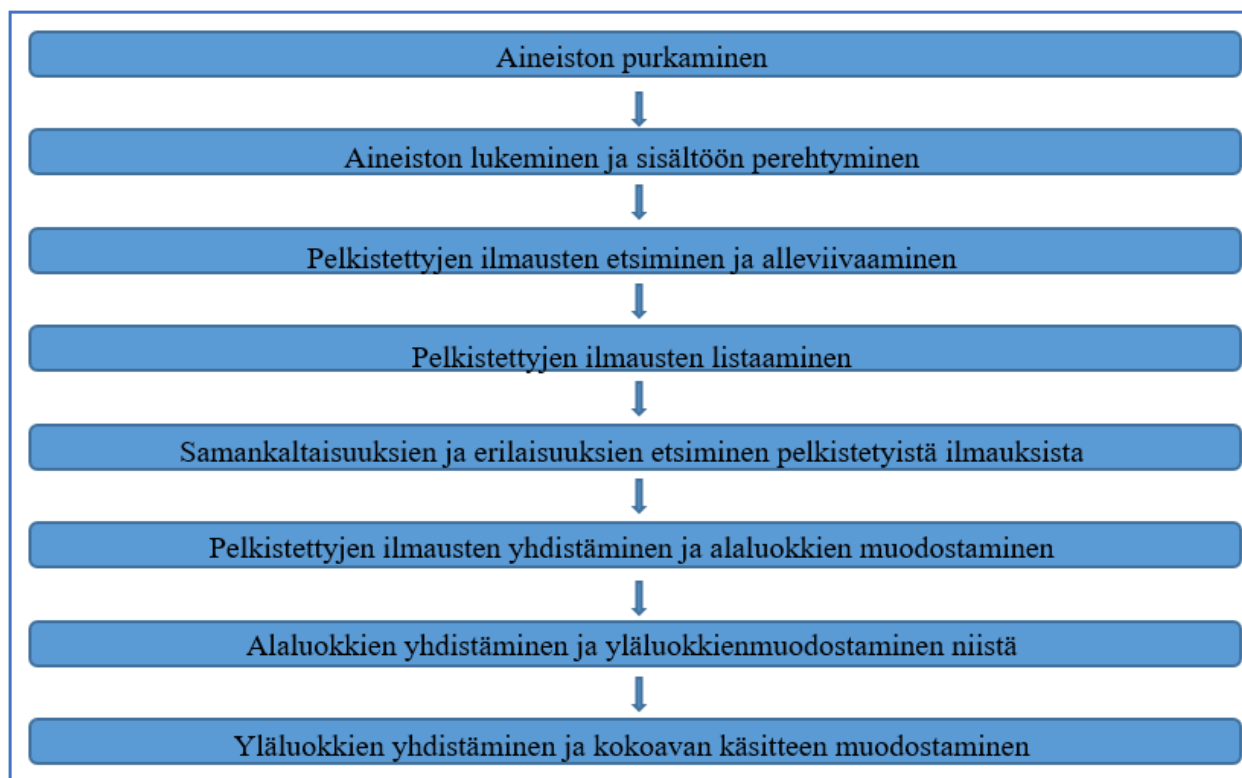 Aineiston purkaminen
Aineiston lukeminen ja sisältöön perehtyminen
Pelkistettyjen ilmausten etsiminen ja alleviivaaminen
Pelkistettyjen ilmausten listaaminen
Samankaltaisuuksien ja erilaisuuksien etsiminen pelkistetyistä ilmauksista
Pelkistettyjen ilmausten yhdistäminen ja alaluokkien muodostaminen
Alaluokkien yhdistäminen ja yläluokkienmuodostaminen niistä
Yläluokkien yhdistäminen ja kokoavan käsitteen muodostaminen